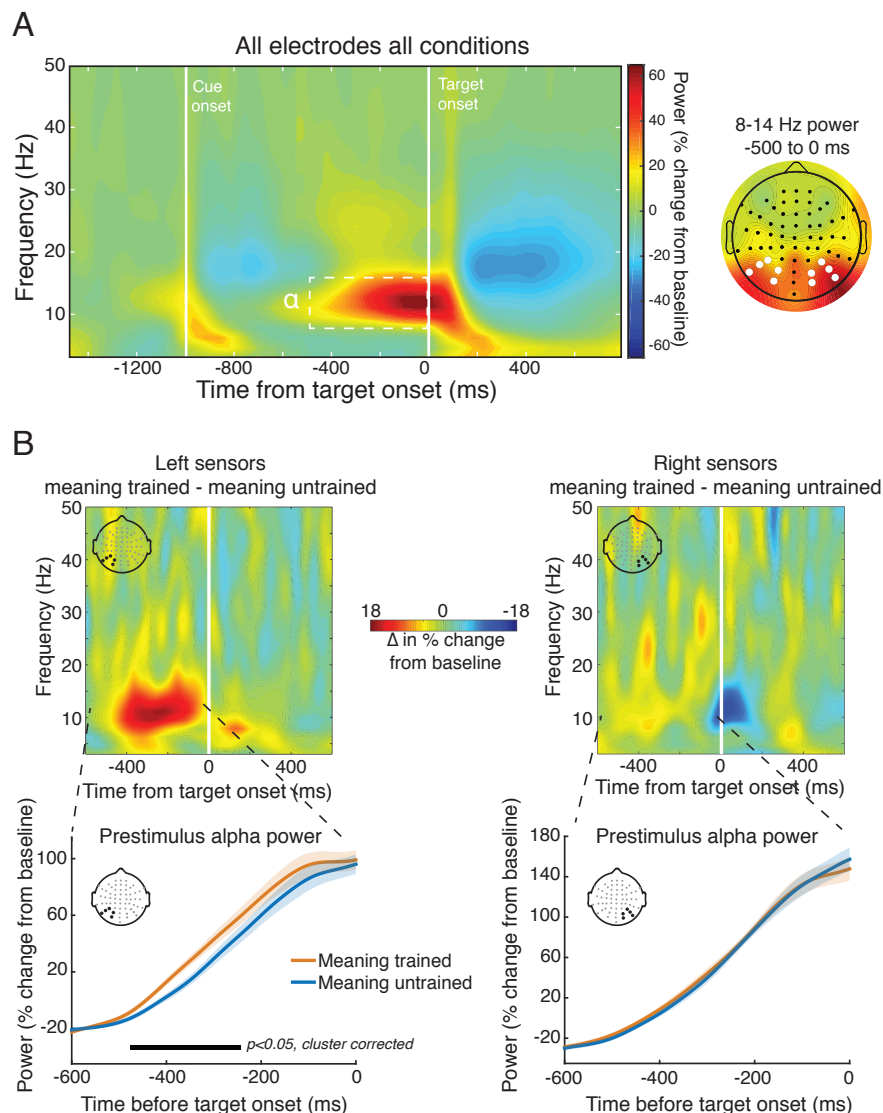 A
All electrodes all conditions
50
40
30
20
10
Frequency (Hz)
Cue
onset
Target
onset
α
-1200
-800
-400
0
400
Time from target onset (ms)
60
40
20
0
-20
-40
-60
Power (% change from baseline)
8-14 Hz power
-500 to 0 ms
B
Left sensors
meaning trained - meaning untrained
50
40
30
20
10
Frequency (Hz)
-400
0
400
Time from target onset (ms)
18
0
-18
Δ in % change
from baseline
Right sensors
meaning trained - meaning untrained
50
40
30
20
10
Frequency (Hz)
-400
0
400
Time from target onset (ms)
Prestimulus alpha power
100
60
20
-20
Power (% change from baseline)
Meaning trained
Meaning untrained
p<0.05, cluster corrected
-600
-400
-200
0
Time before target onset (ms)
Prestimulus alpha power
180
140
100
60
20
-20
Power (% change from baseline)
-600
-400
-200
0
Time before target onset (ms)